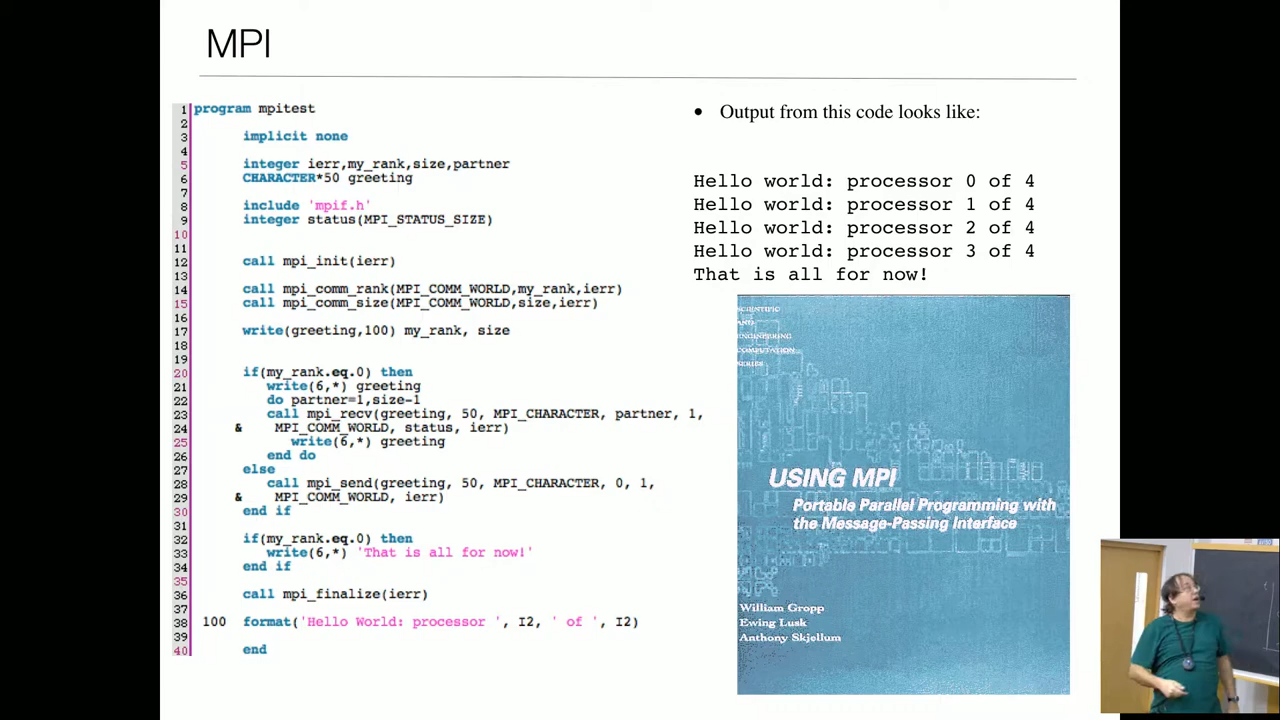 MPI
1 program mpitest
2
3 implicit none
4
5 integer ierr,my_rank,size,partner
6 CHARACTER*50 greeting
7
8 include 'mpif.h'
9 integer status(MPI_STATUS_SIZE)
10
11
12 call mpi_init(ierr)
13
14 call mpi_comm_rank(MPI_COMM_WORLD,my_rank,ierr)
15 call mpi_comm_size(MPI_COMM_WORLD,size,ierr)
16
17 write(greeting,100) my_rank, size
18
19
20 if(my_rank.eq.0) then
21 write(6,*) greeting
22 do partner=1,size-1
23 call mpi_recv(greeting, 50, MPI_CHARACTER, partner, 1,
24 & MPI_COMM_WORLD, status, ierr)
25 write(6,*) greeting
26 end do
27 else
28 call mpi_send(greeting, 50, MPI_CHARACTER, 0, 1,
29 & MPI_COMM_WORLD, ierr)
30 end if
31
32 if(my_rank.eq.0) then
33 write(6,*) 'That is all for now!'
34 end if
35
36 call mpi_finalize(ierr)
37
38 100 format('Hello World: processor ', I2, ' of ', I2)
39
40 end
• Output from this code looks like:
Hello world: processor 0 of 4
Hello world: processor 1 of 4
Hello world: processor 2 of 4
Hello world: processor 3 of 4
That is all for now!
SCIENTIFIC
AND
ENGINEERING
COMPUTATION
SERIES
USING MPI
Portable Parallel Programming with
the Message-Passing Interface
William Gropp
Ewing Lusk
Anthony Skjellum